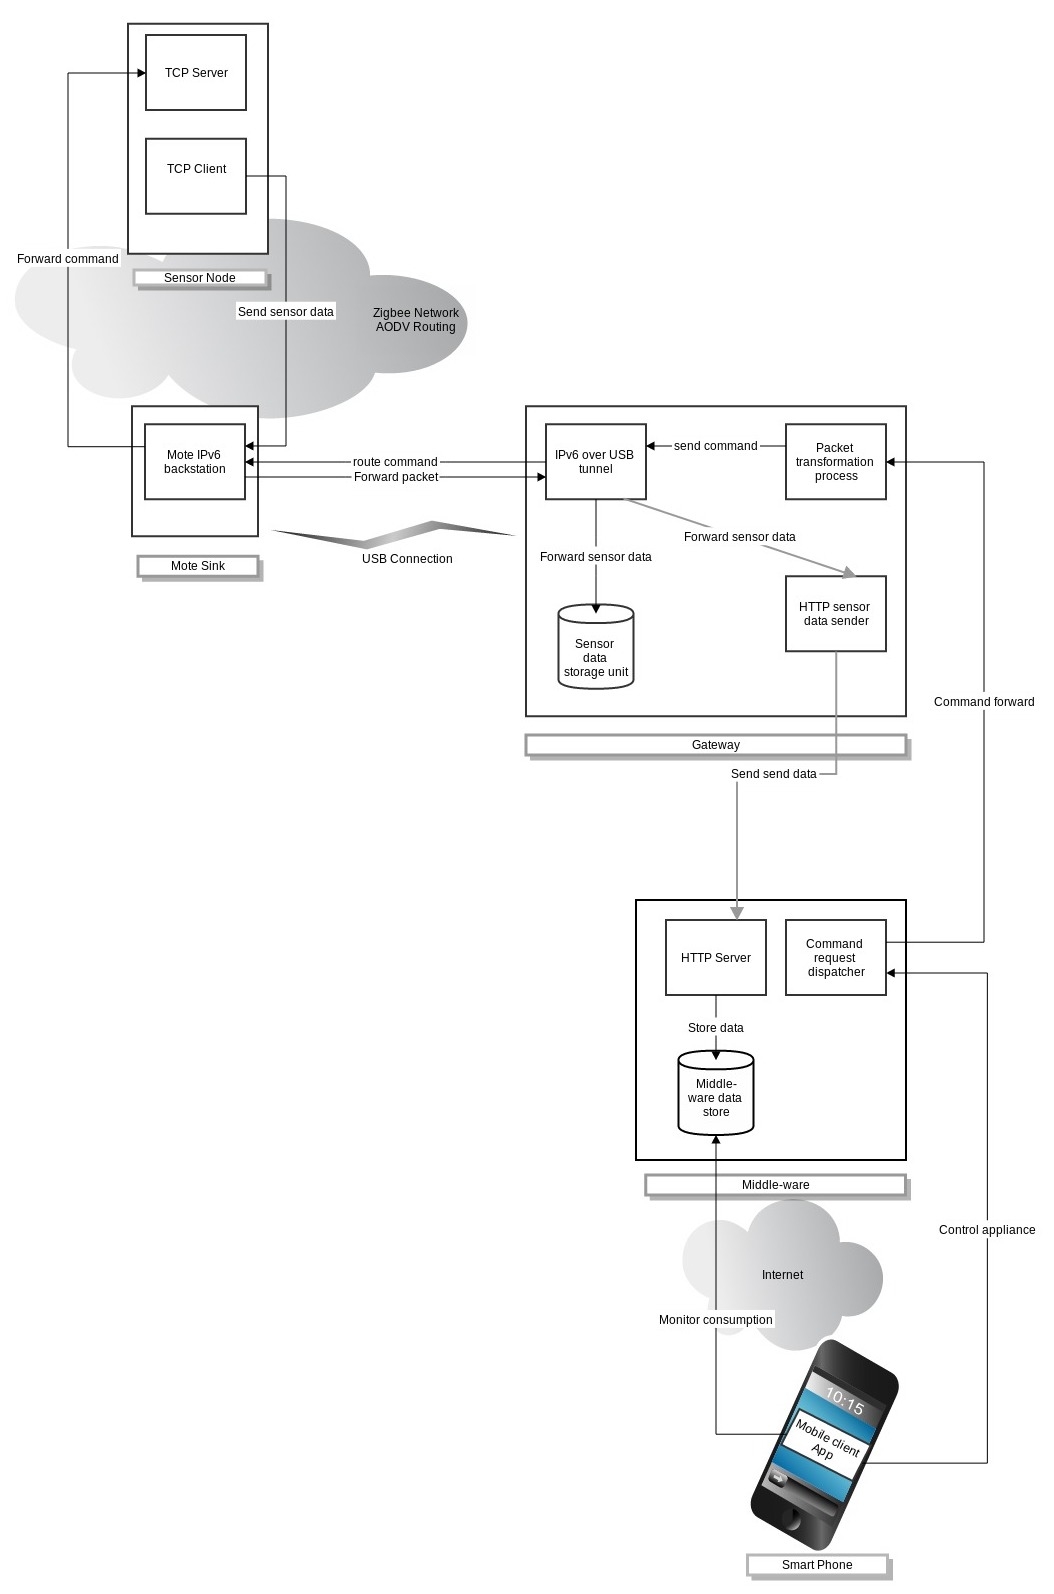 TCP Server
TCP Client
Forward command
Sensor Node
Send sensor data
Zigbee Network
AODV Routing
Mote IPv6
backstation
route command
Forward packet
IPv6 over USB
tunnel
send command
Packet
transformation
process
Forward sensor data
Forward sensor data
USB Connection
Mote Sink
HTTP sensor
data sender
Sensor
data
storage unit
Command forward
Gateway
Send send data
HTTP Server
Command
request
dispatcher
Store data
Middle-
ware data
store
Middle-ware
Control appliance
Internet
Monitor consumption
10:15
Mobile client
App
Smart Phone